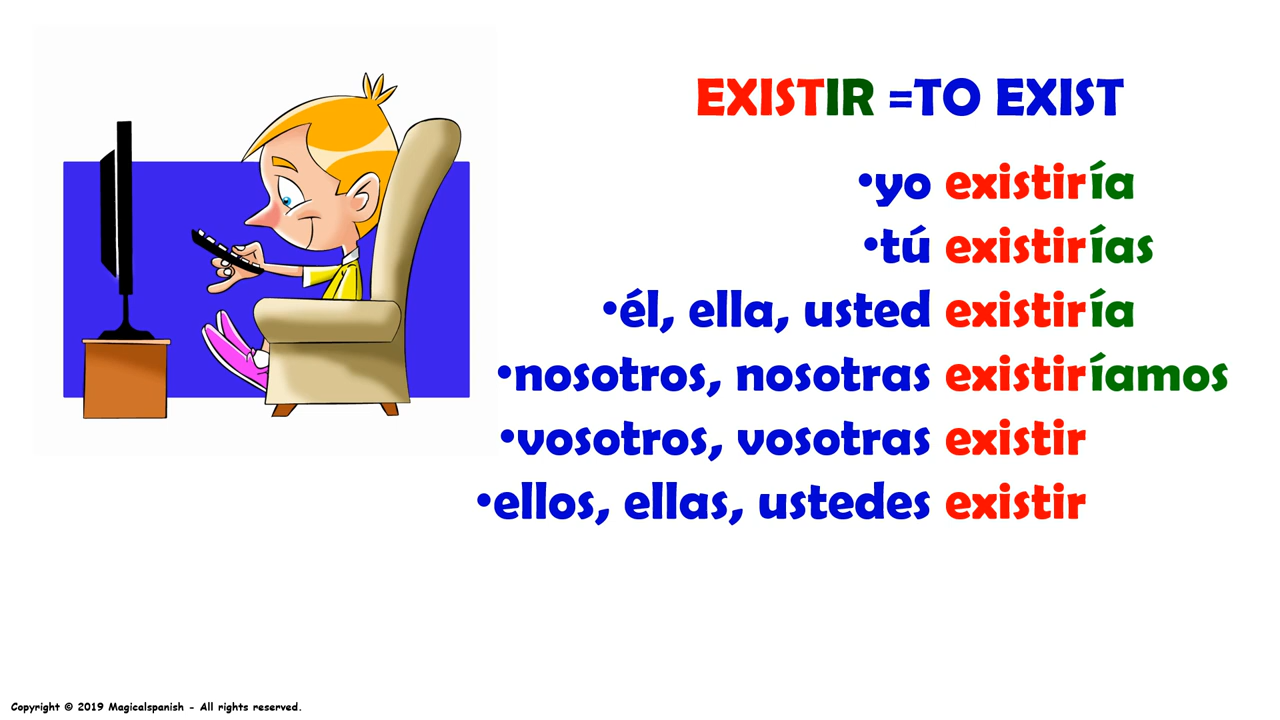 EXISTIR =TO EXIST
•yo existiría
•tú existirías
•él, ella, usted existiría
•nosotros, nosotras existiríamos
•vosotros, vosotras existir
•ellos, ellas, ustedes existir
Copyright © 2019 Magicalspanish - All rights reserved.